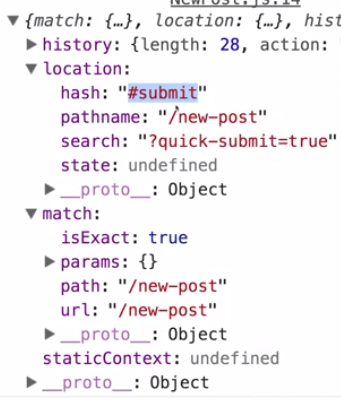 NewPost.js:14
▼{match: {…}, location: {…}, hist
▶history: {length: 28, action: "
▼location:
hash: "#submit"
pathname: "/new-post"
search: "?quick-submit=true"
state: undefined
▶__proto__: Object
▼match:
isExact: true
▶params: {}
path: "/new-post"
url: "/new-post"
▶__proto__: Object
staticContext: undefined
▶__proto__: Object